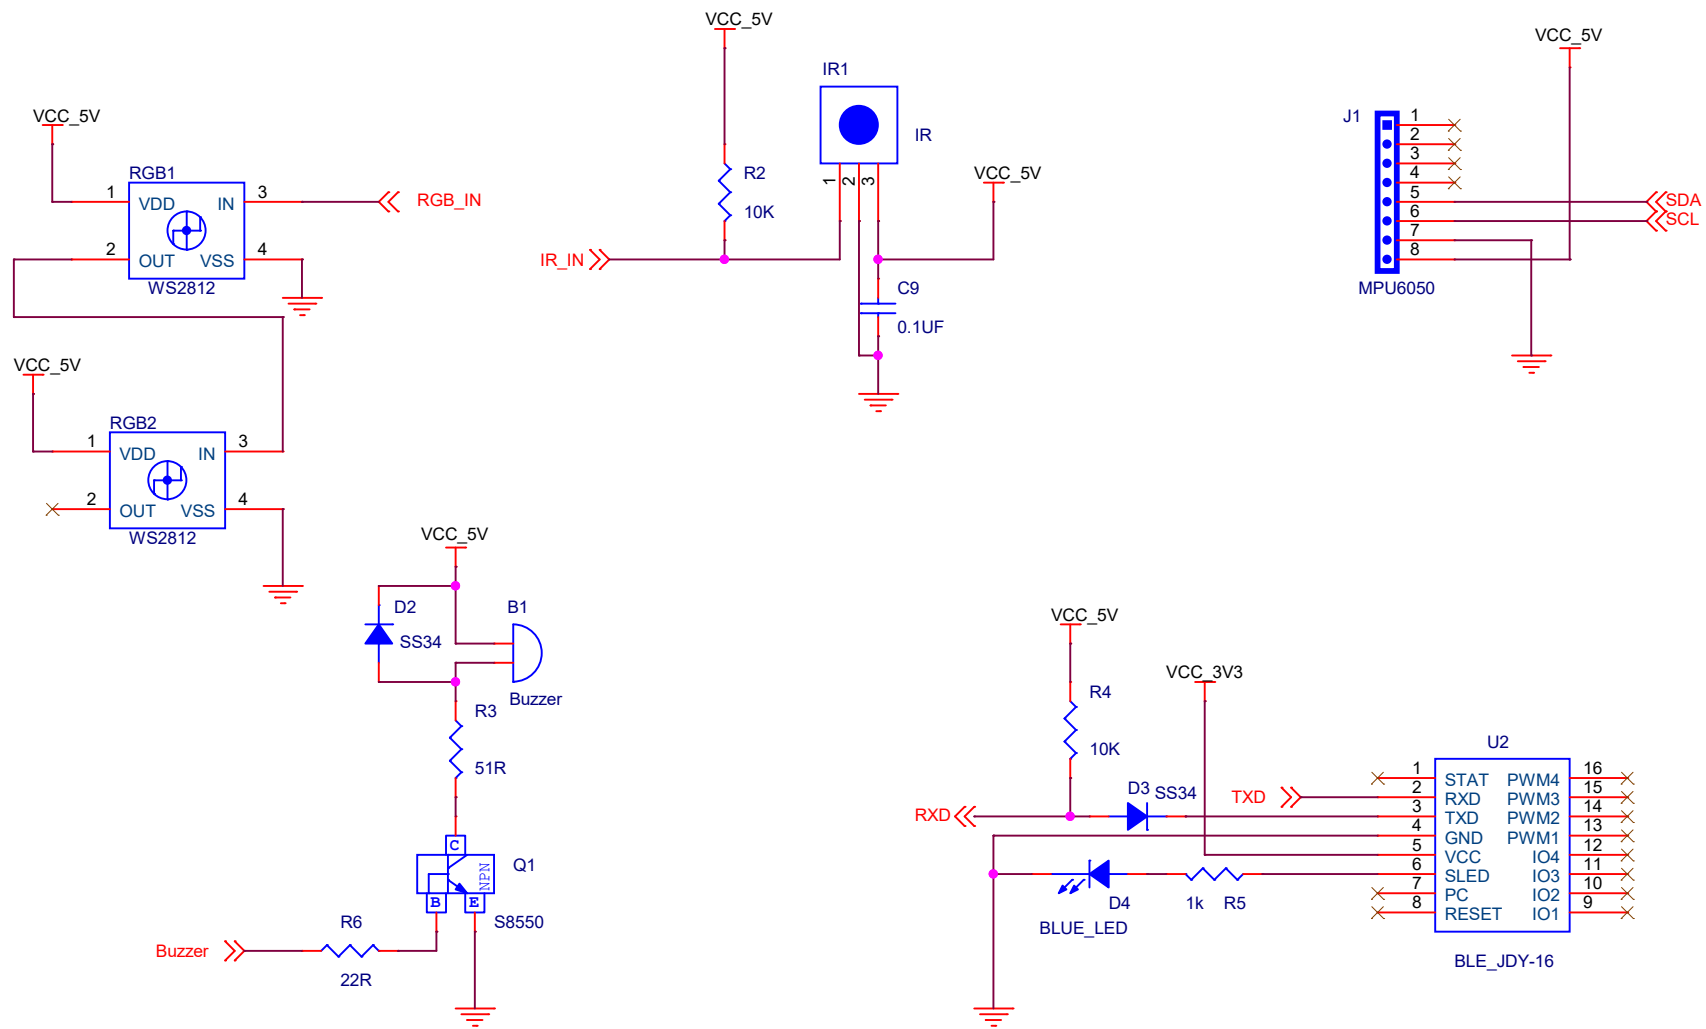 VCC_5V
RGB1
1
VDD
IN
3
RGB_IN
2
OUT
VSS
4
WS2812
VCC_5V
RGB2
1
VDD
IN
3
2
OUT
VSS
4
WS2812
VCC_5V
IR1
IR
R2
10K
1
2
3
VCC_5V
IR_IN
C9
0.1UF
VCC_5V
J1
1
2
3
4
5
6
7
8
SDA
SCL
MPU6050
VCC_5V
D2
SS34
B1
Buzzer
R3
51R
C
NPN
B
E
Q1
S8550
R6
Buzzer
22R
VCC_5V
VCC_3V3
R4
10K
D3
SS34
TXD
RXD
D4
BLUE_LED
1k
R5
U2
1
STAT
PWM4
16
2
RXD
PWM3
15
3
TXD
PWM2
14
4
GND
PWM1
13
5
VCC
IO4
12
6
SLED
IO3
11
7
PC
IO2
10
8
RESET
IO1
9
BLE_JDY-16